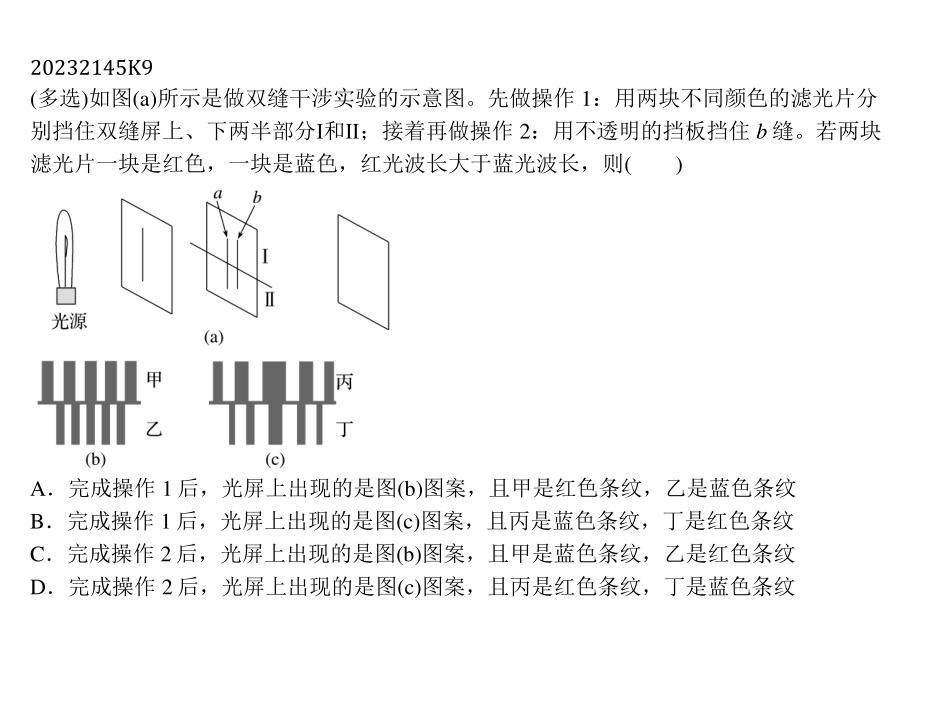 20232145K9
(多选)如图(a)所示是做双缝干涉实验的示意图。先做操作 1：用两块不同颜色的滤光片分
别挡住双缝屏上、下两半部分Ⅰ和Ⅱ；接着再做操作 2：用不透明的挡板挡住 b 缝。若两块
滤光片一块是红色，一块是蓝色，红光波长大于蓝光波长，则(　　)
a
b
Ⅰ
Ⅱ
光源
(a)
甲
丙
乙
丁
(b)
(c)
A．完成操作 1 后，光屏上出现的是图(b)图案，且甲是红色条纹，乙是蓝色条纹
B．完成操作 1 后，光屏上出现的是图(c)图案，且丙是蓝色条纹，丁是红色条纹
C．完成操作 2 后，光屏上出现的是图(b)图案，且甲是蓝色条纹，乙是红色条纹
D．完成操作 2 后，光屏上出现的是图(c)图案，且丙是红色条纹，丁是蓝色条纹